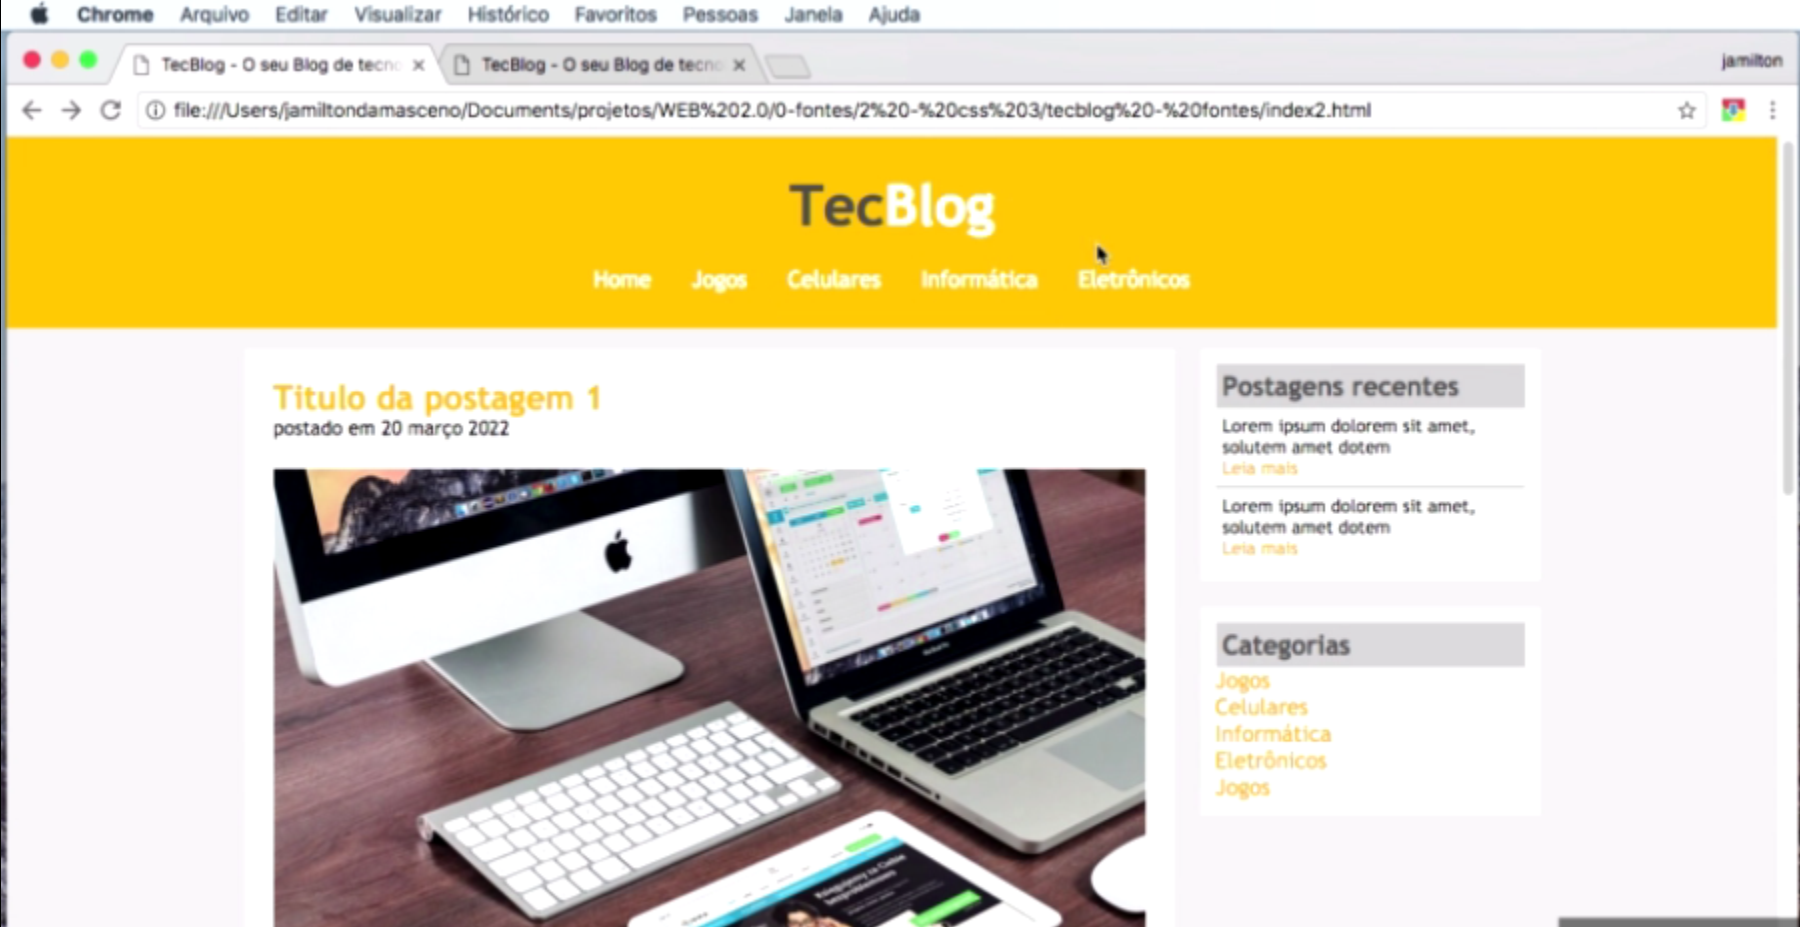 Chrome Arquivo Editar Visualizar Histórico Favoritos Pessoas Janela Ajuda
TecBlog - O seu Blog de tecno
TecBlog - O seu Blog de tecno
jamilton
file:///Users/jamiltondamasceno/Documents/projetos/WEB%202.0/0-fontes/2%20-%20css%203/tecblog%20-%20fontes/index2.html
TecBlog
Home Jogos Celulares Informática Eletrônicos
Titulo da postagem 1
postado em 20 março 2022
Postagens recentes
Lorem ipsum dolorem sit amet,
solutem amet dotem
Leia mais
Lorem ipsum dolorem sit amet,
solutem amet dotem
Leia mais
Categorias
Jogos
Celulares
Informática
Eletrônicos
Jogos